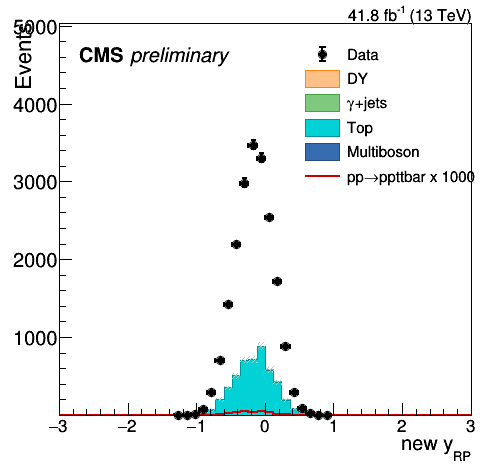 41.8 fb⁻¹ (13 TeV)
Events
CMS preliminary
Data
DY
γ+jets
Top
Multiboson
pp→ppttbar x 1000
5000
4000
3000
2000
1000
−3 −2 −1 0 1 2 3
new y_RP